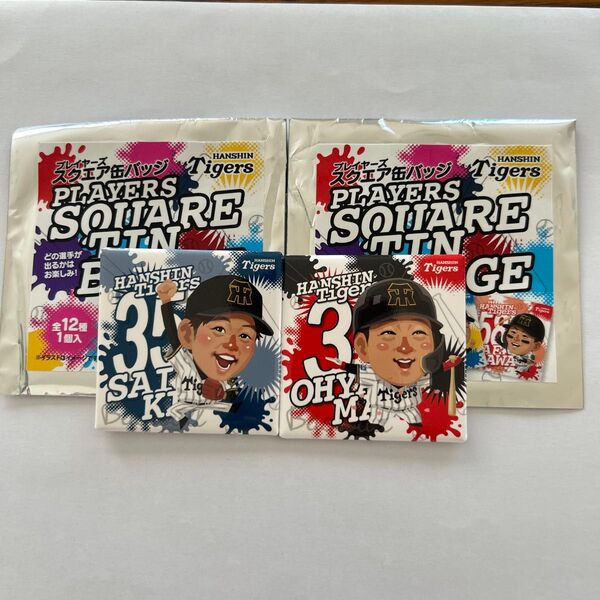 プレイヤーズ
スクエア缶バッジ
HANSHIN
Tigers
PLAYERS
SQUARE
TIN
どの選手が
出るかは
お楽しみ!
全12種
1個入
プレイヤーズ
スクエア缶バッジ
HANSHIN
Tigers
PLAYERS
SQUARE
TIN
GE
HANSHIN
Tigers
HANSHIN
Tigers
35
SAI
KI
Tigers
HANSHIN
Tigers
HANSHIN
Tigers
3
OHY
MA
Tigers
HANSHIN
Tigers